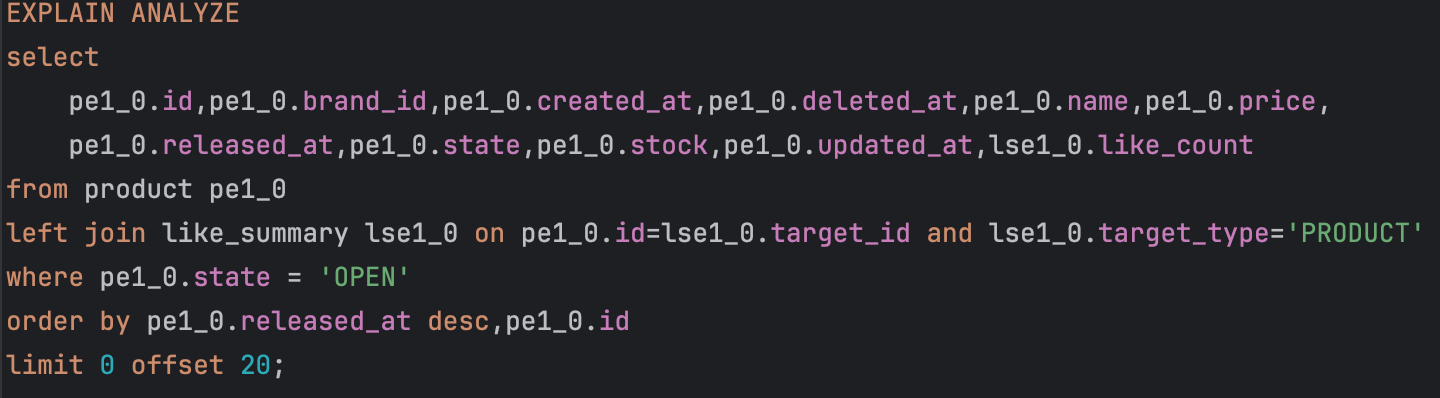 EXPLAIN ANALYZE
select
    pe1_0.id,pe1_0.brand_id,pe1_0.created_at,pe1_0.deleted_at,pe1_0.name,pe1_0.price,
    pe1_0.released_at,pe1_0.state,pe1_0.stock,pe1_0.updated_at,lse1_0.like_count
from product pe1_0
left join like_summary lse1_0 on pe1_0.id=lse1_0.target_id and lse1_0.target_type='PRODUCT'
where pe1_0.state = 'OPEN'
order by pe1_0.released_at desc,pe1_0.id
limit 0 offset 20;